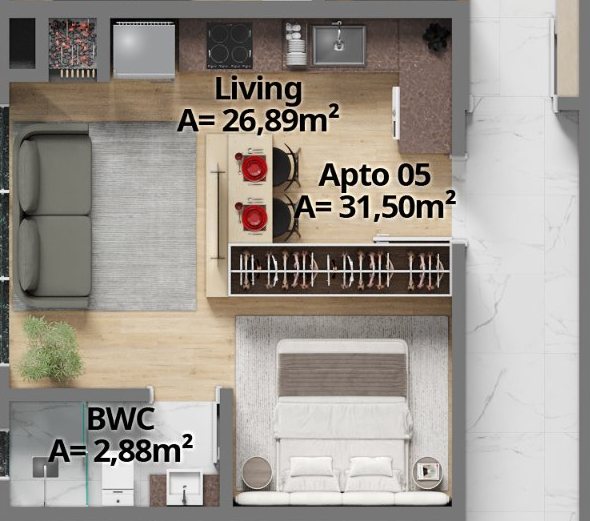 Living
A= 26,89m²
Apto 05
A= 31,50m²
BWC
A= 2,88m²